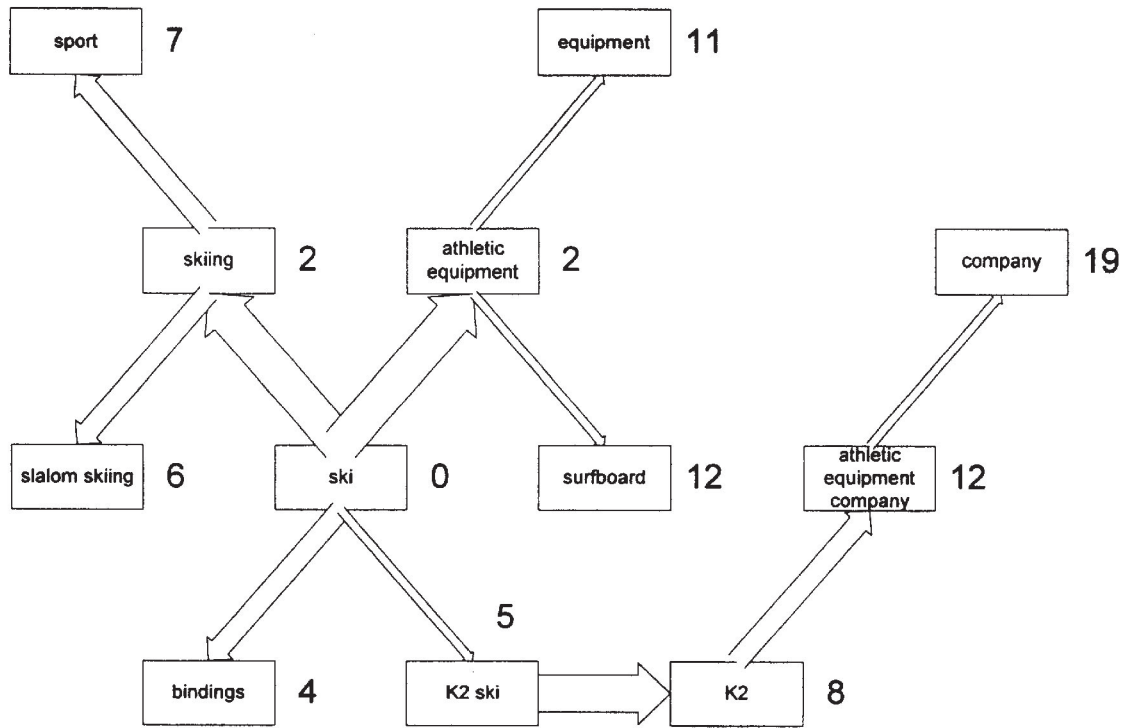 sport 7
equipment 11
skiing 2
athletic
equipment 2
company 19
slalom skiing 6
ski 0
surfboard 12
athletic
equipment
company 12
bindings 4
5
K2 ski
K2 8